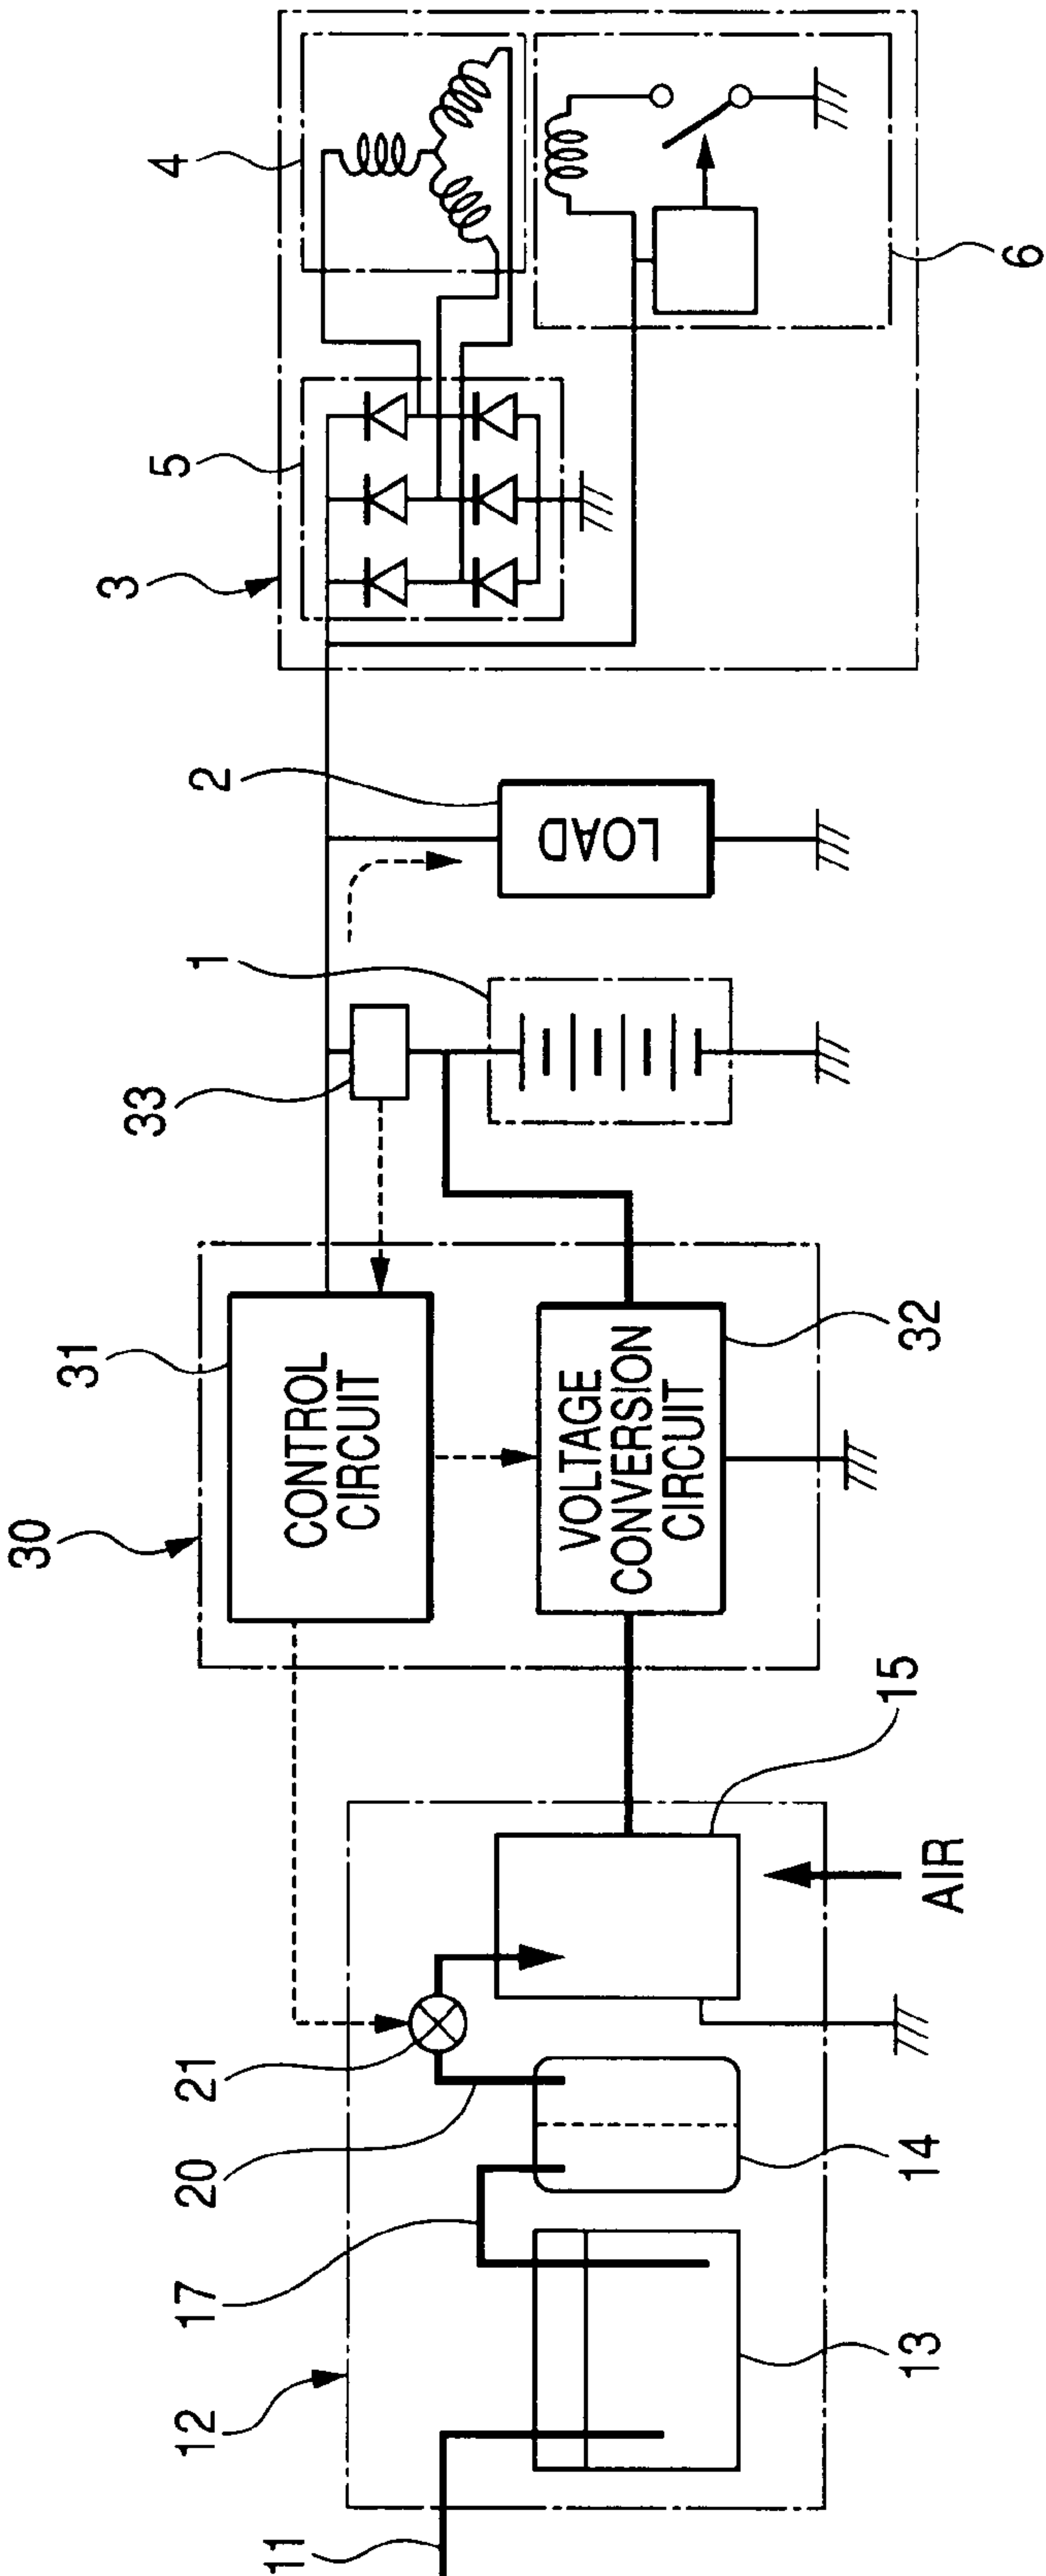 11
12
17
20
21
13
14
15
AIR
30
31
CONTROL
CIRCUIT
VOLTAGE
CONVERSION
CIRCUIT
32
33
1
2
LOAD
3
5
4
6